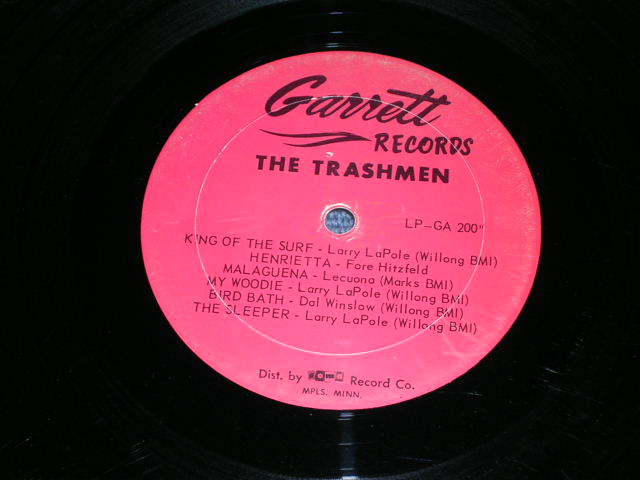 Garrett
RECORDS
THE TRASHMEN
LP-GA 200"
KING OF THE SURF - Larry LaPole (Willong BMI)
HENRIETTA - Fore Hitzfeld
MALAGUENA - Lecuona (Marks BMI)
MY WOODIE - Larry LaPole (Willong BMI)
BIRD BATH - Dal Winslow (Willong BMI)
THE SLEEPER - Larry LaPole (Willong BMI)
Dist. by Record Co.
MPLS. MINN.